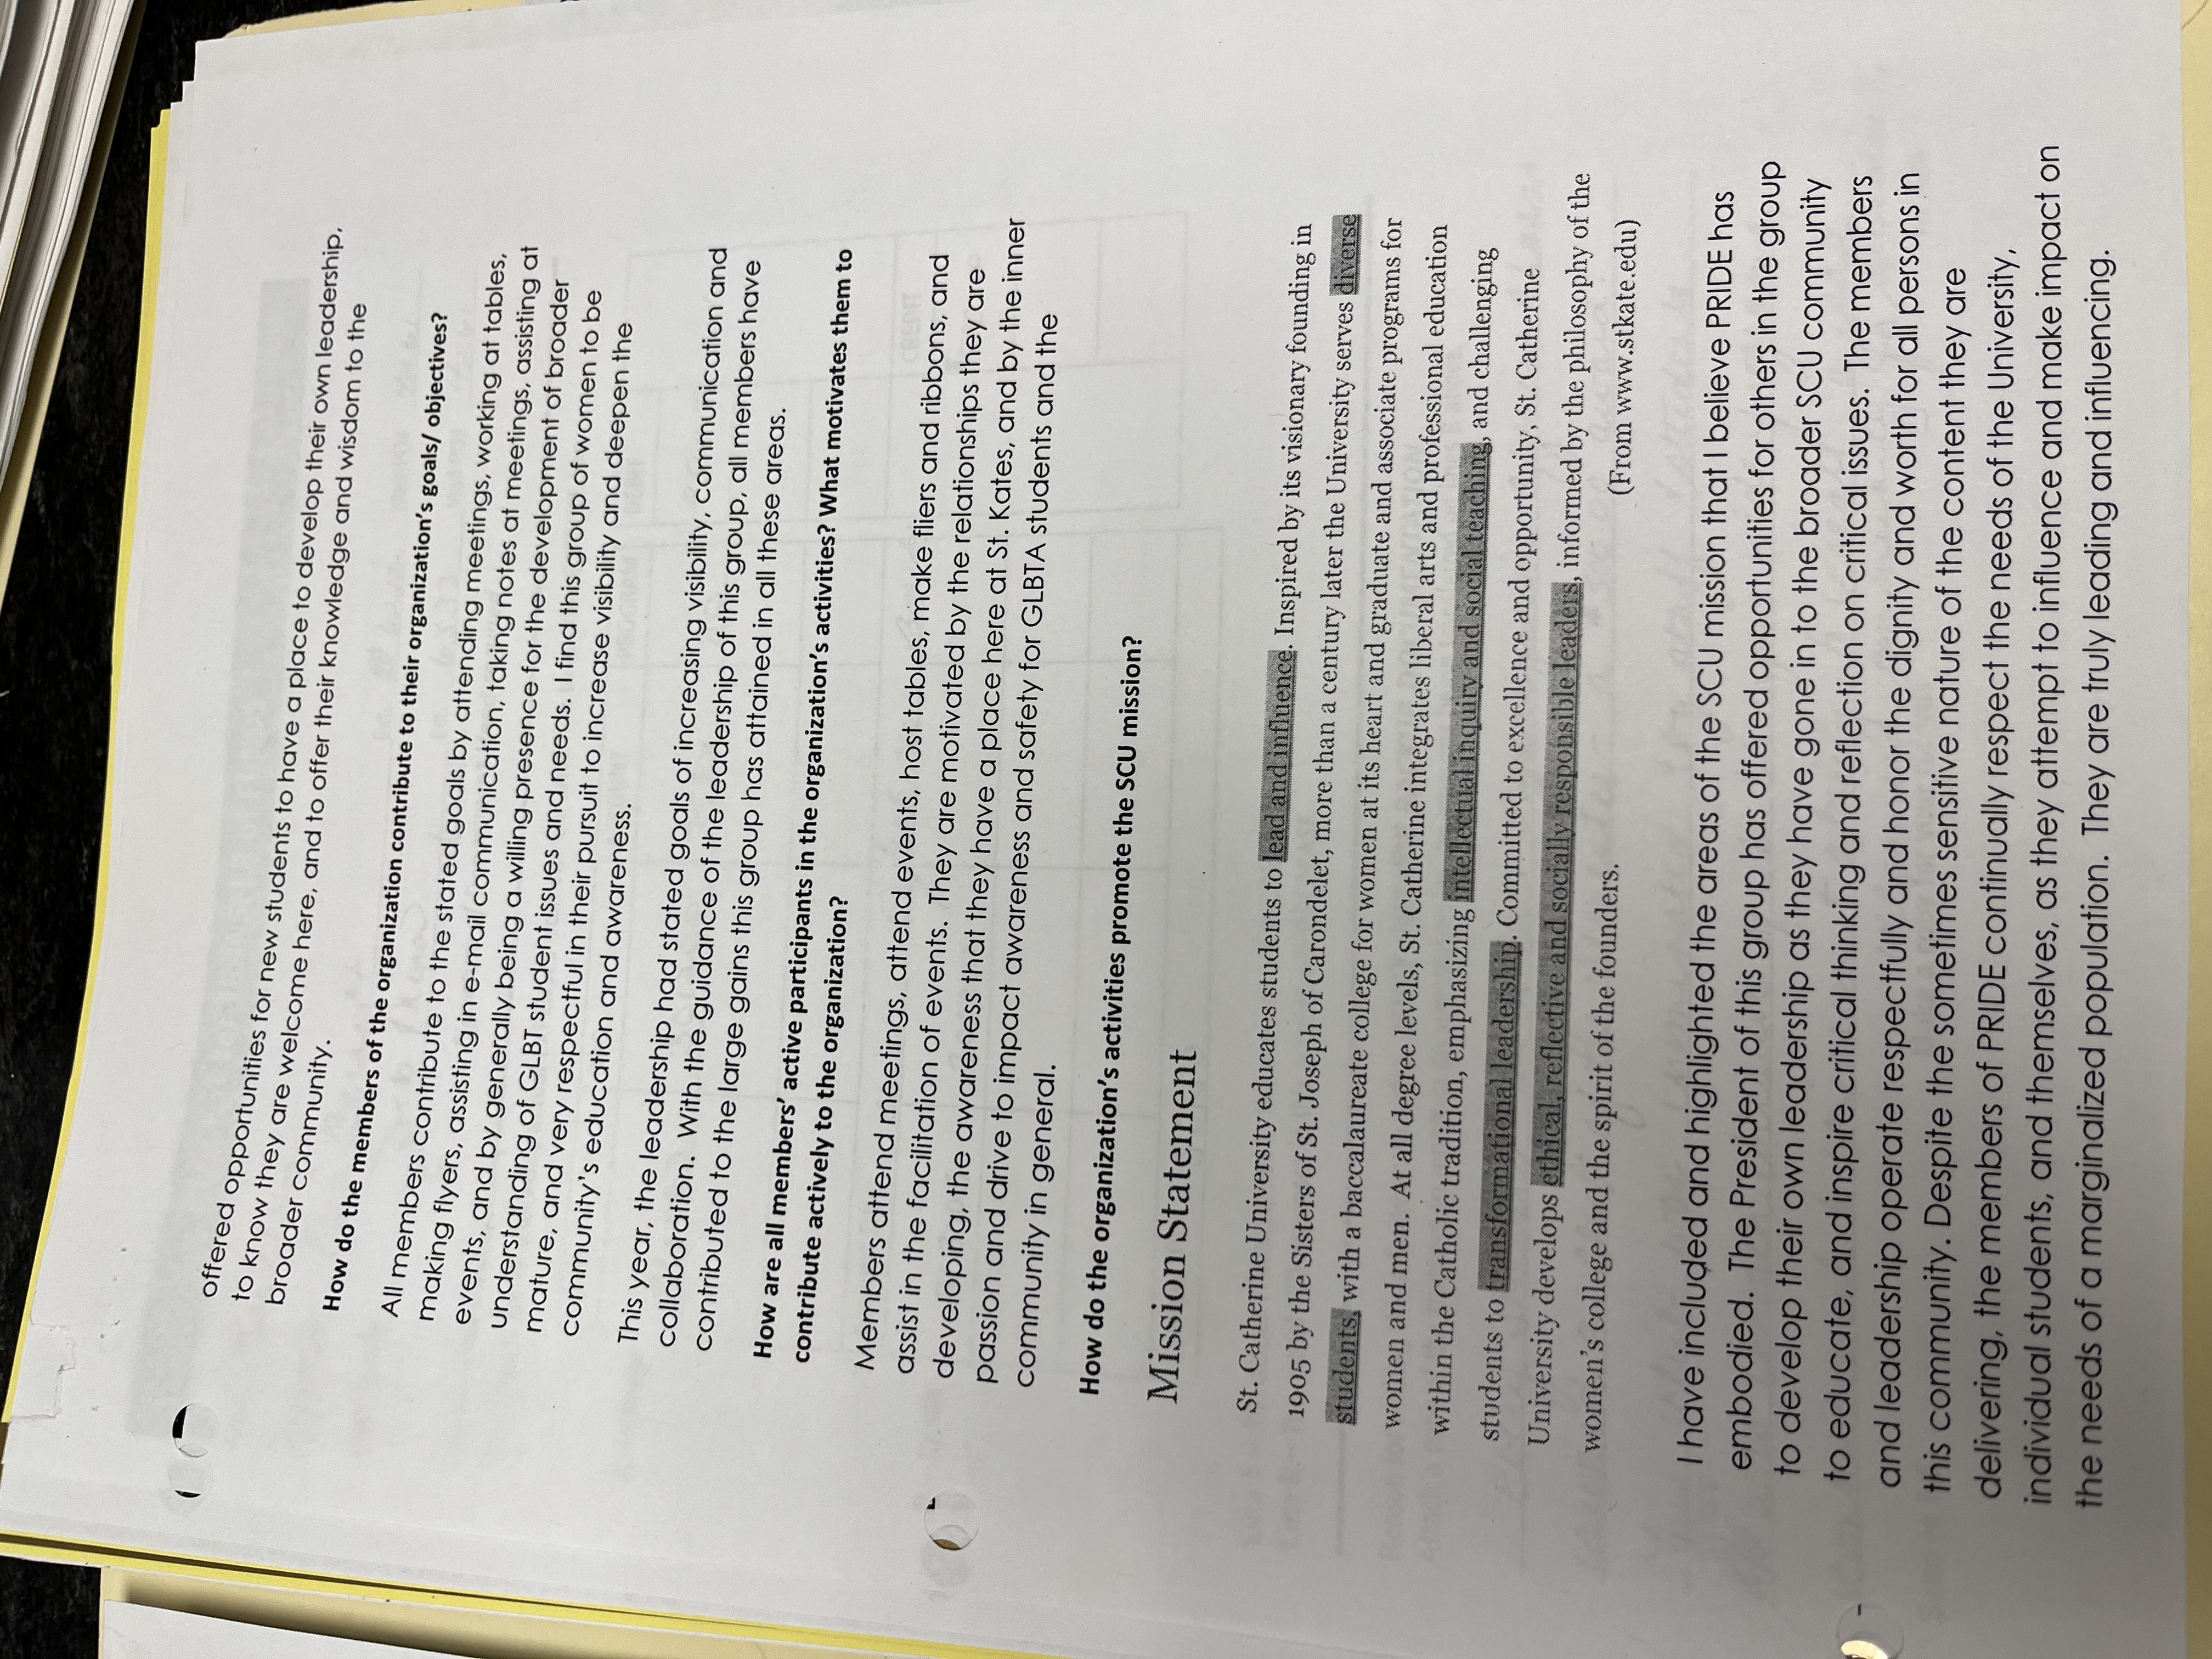 offered opportunities for new students to have a place to develop their own leadership,
to know they are welcome here, and to offer their knowledge and wisdom to the
broader community.
How do the members of the organization contribute to their organization's goals/ objectives?
All members contribute to the stated goals by attending meetings, working at tables,
making flyers, assisting in e-mail communication, taking notes at meetings, assisting at
events, and by generally being a willing presence for the development of broader
understanding of GLBT student issues and needs.  I find this group of women to be
mature, and very respectful in their pursuit to increase visibility and deepen the
community's education and awareness.
This year, the leadership had stated goals of increasing visibility, communication and
collaboration.  With the guidance of the leadership of this group, all members have
contributed to the large gains this group has attained in all these areas.
How are all members' active participants in the organization's activities? What motivates them to
contribute actively to the organization?
Members attend meetings, attend events, host tables, make fliers and ribbons, and
assist in the facilitation of events.  They are motivated by the relationships they are
developing, the awareness that they have a place here at St. Kates, and by the inner
passion and drive to impact awareness and safety for GLBTA students and the
community in general.
How do the organization's activities promote the SCU mission?
Mission Statement
St. Catherine University educates students to lead and influence. Inspired by its visionary founding in
1905 by the Sisters of St. Joseph of Carondelet, more than a century later the University serves diverse
students, with a baccalaureate college for women at its heart and graduate and associate programs for
women and men.  At all degree levels, St. Catherine integrates liberal arts and professional education
within the Catholic tradition, emphasizing intellectual inquiry and social teaching, and challenging
students to transformational leadership. Committed to excellence and opportunity, St. Catherine
University develops ethical, reflective and socially responsible leaders, informed by the philosophy of the
women's college and the spirit of the founders.
(From www.stkate.edu)
I have included and highlighted the areas of the SCU mission that I believe PRIDE has
embodied.  The President of this group has offered opportunities for others in the group
to develop their own leadership as they have gone in to the broader SCU community
to educate, and inspire critical thinking and reflection on critical issues.  The members
and leadership operate respectfully and honor the dignity and worth for all persons in
this community. Despite the sometimes sensitive nature of the content they are
delivering, the members of PRIDE continually respect the needs of the University,
individual students, and themselves, as they attempt to influence and make impact on
the needs of a marginalized population.  They are truly leading and influencing.